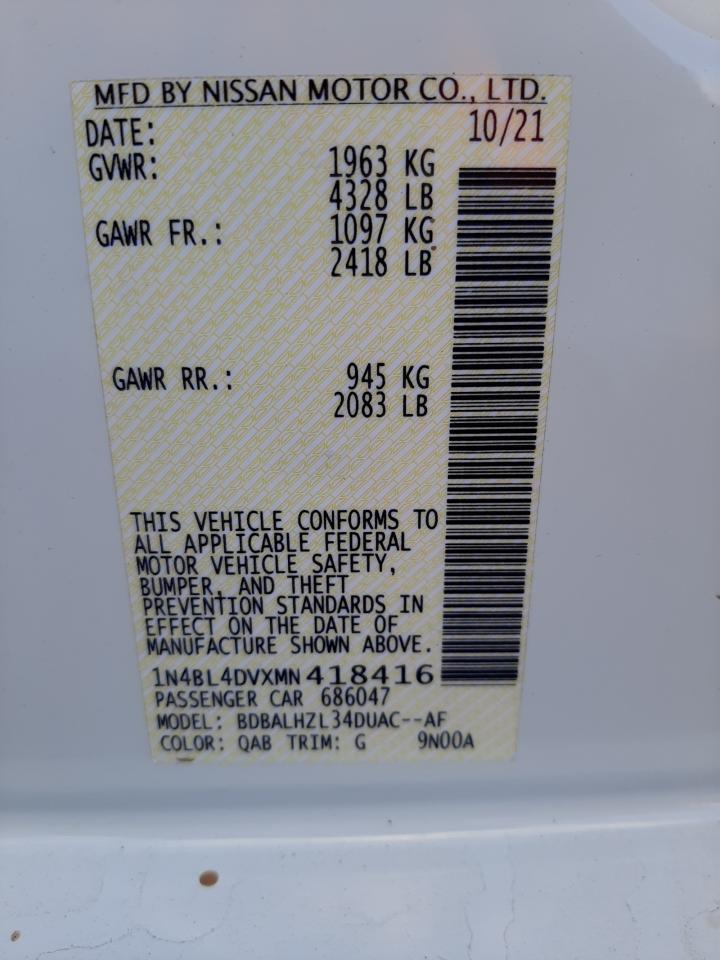 MFD BY NISSAN MOTOR CO., LTD.
DATE: 10/21
GVWR: 1963 KG
4328 LB
GAWR FR.: 1097 KG
2418 LB
GAWR RR.: 945 KG
2083 LB
THIS VEHICLE CONFORMS TO
ALL APPLICABLE FEDERAL
MOTOR VEHICLE SAFETY,
BUMPER, AND THEFT
PREVENTION STANDARDS IN
EFFECT ON THE DATE OF
MANUFACTURE SHOWN ABOVE.
1N4BL4DVXMN418416
PASSENGER CAR 686047
MODEL: BDBALHZL34DUAC--AF
COLOR: QAB TRIM: G 9N00A